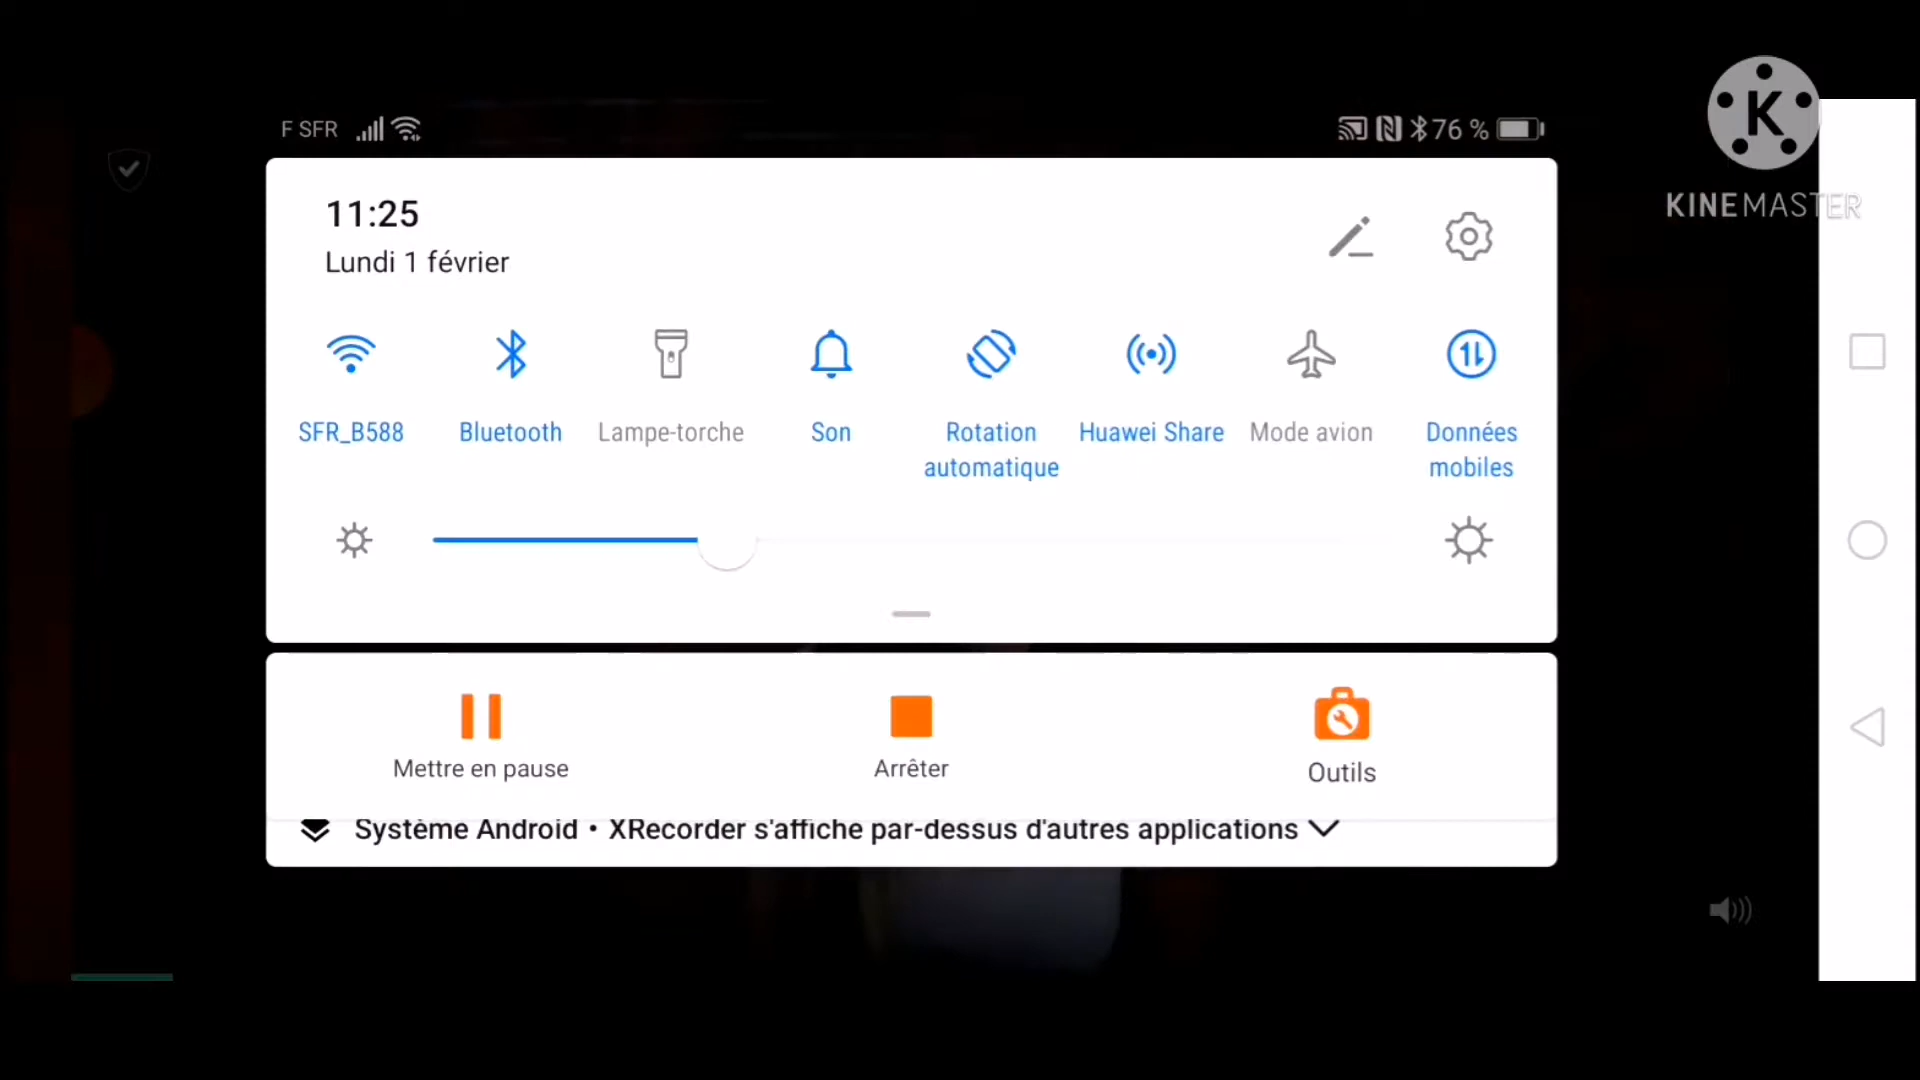 F SFR
76 %
K
KINEMASTER
11:25
Lundi 1 février
SFR_B588
Bluetooth
Lampe-torche
Son
Rotation
automatique
Huawei Share
Mode avion
Données
mobiles
Mettre en pause
Arrêter
Outils
Système Android • XRecorder s'affiche par-dessus d'autres applications